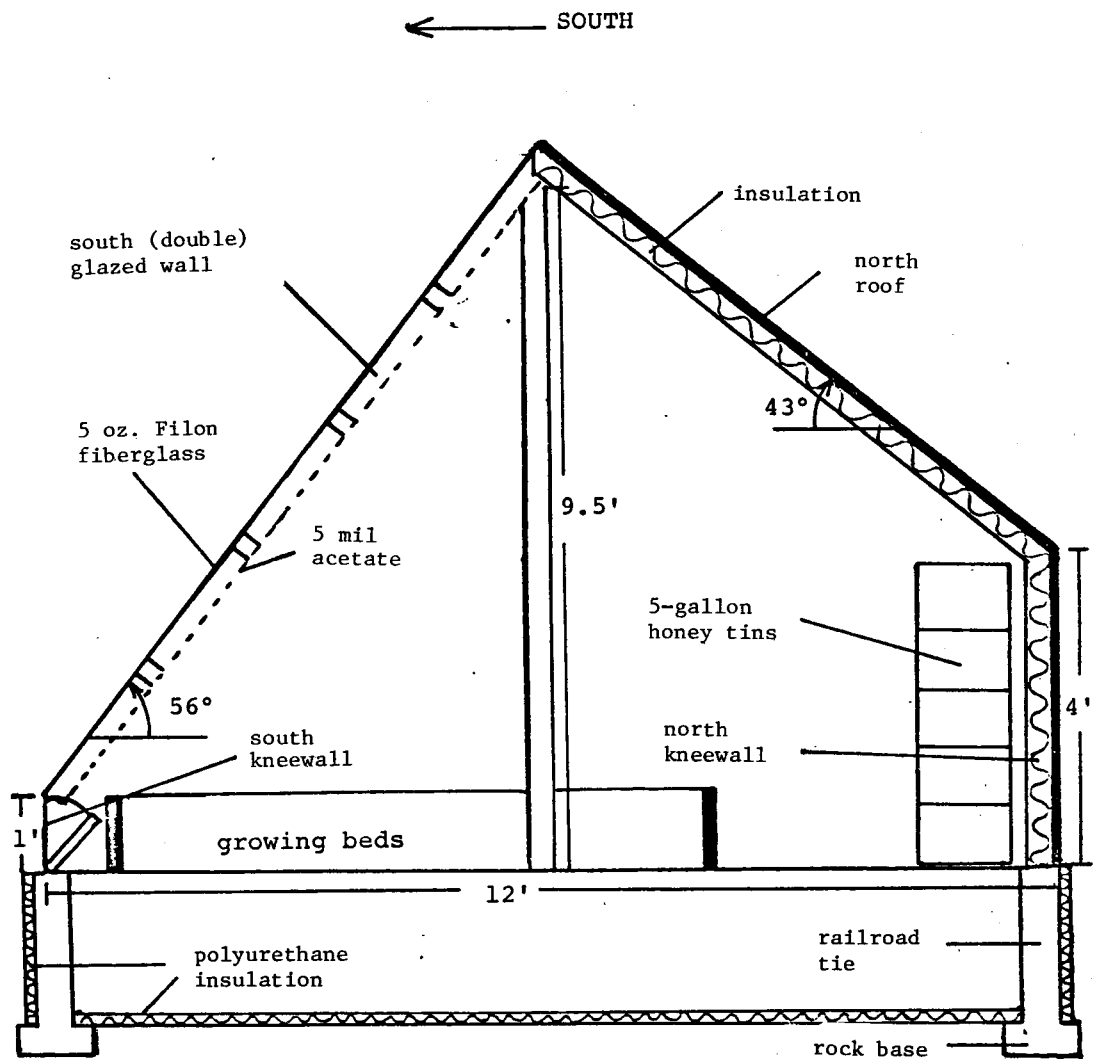 SOUTH
insulation
south (double)
glazed wall
north
roof
43°
5 oz. Filon
fiberglass
9.5'
5 mil
acetate
5-gallon
honey tins
56°
4'
south
kneewall
north
kneewall
1'
growing beds
12'
polyurethane
insulation
railroad
tie
rock base